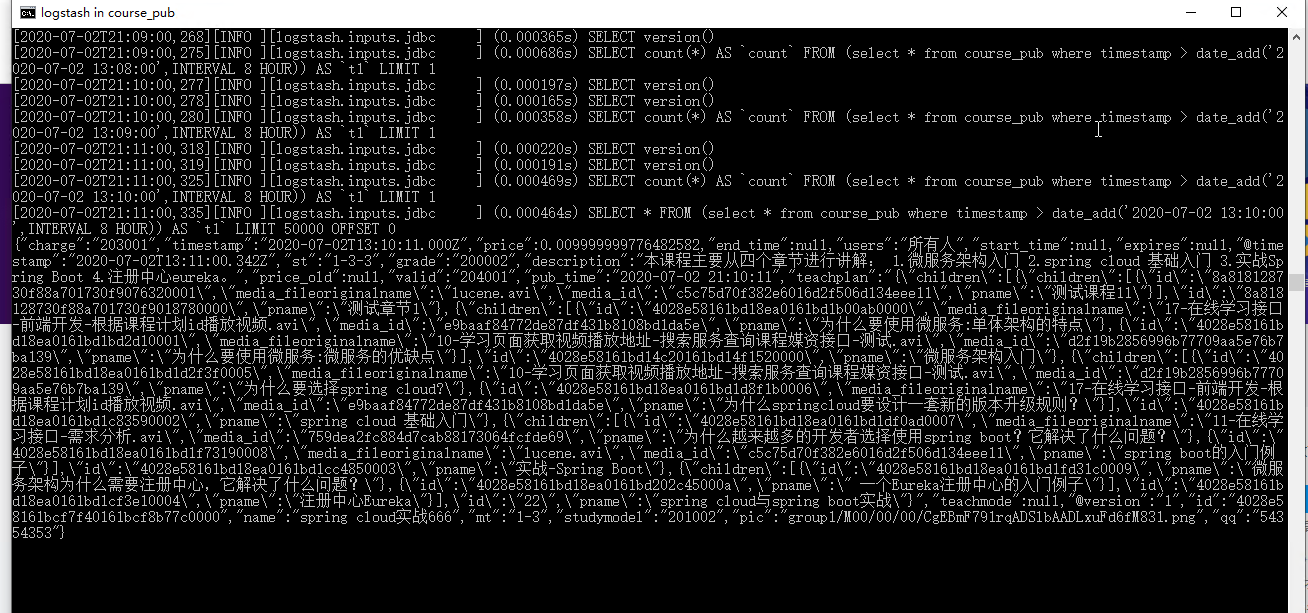 logstash in course_pub
[2020-07-02T21:09:00,268][INFO ][logstash.inputs.jdbc     ] (0.000365s) SELECT version()
[2020-07-02T21:09:00,275][INFO ][logstash.inputs.jdbc     ] (0.000686s) SELECT count(*) AS `count` FROM (select * from course_pub where timestamp > date_add('2
020-07-02 13:08:00',INTERVAL 8 HOUR)) AS `t1` LIMIT 1
[2020-07-02T21:10:00,277][INFO ][logstash.inputs.jdbc     ] (0.000197s) SELECT version()
[2020-07-02T21:10:00,278][INFO ][logstash.inputs.jdbc     ] (0.000165s) SELECT version()
[2020-07-02T21:10:00,280][INFO ][logstash.inputs.jdbc     ] (0.000358s) SELECT count(*) AS `count` FROM (select * from course_pub where timestamp > date_add('2
020-07-02 13:09:00',INTERVAL 8 HOUR)) AS `t1` LIMIT 1
[2020-07-02T21:11:00,318][INFO ][logstash.inputs.jdbc     ] (0.000220s) SELECT version()
[2020-07-02T21:11:00,319][INFO ][logstash.inputs.jdbc     ] (0.000191s) SELECT version()
[2020-07-02T21:11:00,325][INFO ][logstash.inputs.jdbc     ] (0.000469s) SELECT count(*) AS `count` FROM (select * from course_pub where timestamp > date_add('2
020-07-02 13:10:00',INTERVAL 8 HOUR)) AS `t1` LIMIT 1
[2020-07-02T21:11:00,335][INFO ][logstash.inputs.jdbc     ] (0.000464s) SELECT * FROM (select * from course_pub where timestamp > date_add('2020-07-02 13:10:00
',INTERVAL 8 HOUR)) AS `t1` LIMIT 50000 OFFSET 0
{"charge":"203001","timestamp":"2020-07-02T13:10:11.000Z","price":0.009999999776482582,"end_time":null,"users":"所有人","start_time":null,"expires":null,"@time
stamp":"2020-07-02T13:11:00.342Z","st":"1-3-3","grade":"200002","description":"本课程主要从四个章节进行讲解： 1.微服务架构入门 2.spring cloud 基础入门 3.实战Sp
ring Boot 4.注册中心eureka。","price_old":null,"valid":"204001","pub_time":"2020-07-02 21:10:11","teachplan":"{\"children\":[{\"children\":[{\"id\":\"8a8181287
30f88a701730f9076320001\",\"media_fileoriginalname\":\"lucene.avi\",\"media_id\":\"c5c75d70f382e6016d2f506d134eee11\",\"pname\":\"测试课程11\"}],\"id\":\"8a818
128730f88a701730f9018780000\",\"pname\":\"测试章节1\"},{\"children\":[{\"id\":\"4028e58161bd18ea0161bd1b00ab0000\",\"media_fileoriginalname\":\"17-在线学习接口
-前端开发-根据课程计划id播放视频.avi\",\"media_id\":\"e9baaf84772de87df431b8108bd1da5e\",\"pname\":\"为什么要使用微服务:单体架构的特点\"},{\"id\":\"4028e58161b
d18ea0161bd1bd2d10001\",\"media_fileoriginalname\":\"10-学习页面获取视频播放地址-搜索服务查询课程媒资接口-测试.avi\",\"media_id\":\"d2f19b2856996b77709aa5e76b7
ba139\",\"pname\":\"为什么要使用微服务:微服务的优缺点\"}],\"id\":\"4028e58161bd14c20161bd14f1520000\",\"pname\":\"微服务架构入门\"},{\"children\":[{\"id\":\"4
028e58161bd18ea0161bd1d2f3f0005\",\"media_fileoriginalname\":\"10-学习页面获取视频播放地址-搜索服务查询课程媒资接口-测试.avi\",\"media_id\":\"d2f19b2856996b7770
9aa5e76b7ba139\",\"pname\":\"为什么要选择spring cloud?\"},{\"id\":\"4028e58161bd18ea0161bd1d8f1b0006\",\"media_fileoriginalname\":\"17-在线学习接口-前端开发-根
据课程计划id播放视频.avi\",\"media_id\":\"e9baaf84772de87df431b8108bd1da5e\",\"pname\":\"为什么springcloud要设计一套新的版本升级规则？\"}],\"id\":\"4028e58161b
d18ea0161bd1c83590002\",\"pname\":\"spring cloud 基础入门\"},{\"children\":[{\"id\":\"4028e58161bd18ea0161bd1df0ad0007\",\"media_fileoriginalname\":\"11-在线学
习接口-需求分析.avi\",\"media_id\":\"759dea2fc884d7cab88173064fcfde69\",\"pname\":\"为什么越来越多的开发者选择使用spring boot？它解决了什么问题？\"},{\"id\":\"
4028e58161bd18ea0161bd1f73190008\",\"media_fileoriginalname\":\"lucene.avi\",\"media_id\":\"c5c75d70f382e6016d2f506d134eee11\",\"pname\":\"spring boot的入门例
子\"}],\"id\":\"4028e58161bd18ea0161bd1cc4850003\",\"pname\":\"实战-Spring Boot\"},{\"children\":[{\"id\":\"4028e58161bd18ea0161bd1fd31c0009\",\"pname\":\"微服
务架构为什么需要注册中心，它解决了什么问题？\"},{\"id\":\"4028e58161bd18ea0161bd202c45000a\",\"pname\":\" 一个Eureka注册中心的入门例子\"}],\"id\":\"4028e58161b
d18ea0161bd1cf3e10004\",\"pname\":\"注册中心Eureka\"}],\"id\":\"22\",\"pname\":\"spring cloud与spring boot实战\"}","teachmode":null,"@version":"1","id":"4028e5
8161bcf7f40161bcf8b77c0000","name":"spring cloud实战666","mt":"1-3","studymodel":"201002","pic":"group1/M00/00/00/CgEBmF791rqADS1bAADLxuFd6fM831.png","qq":"543
54353"}